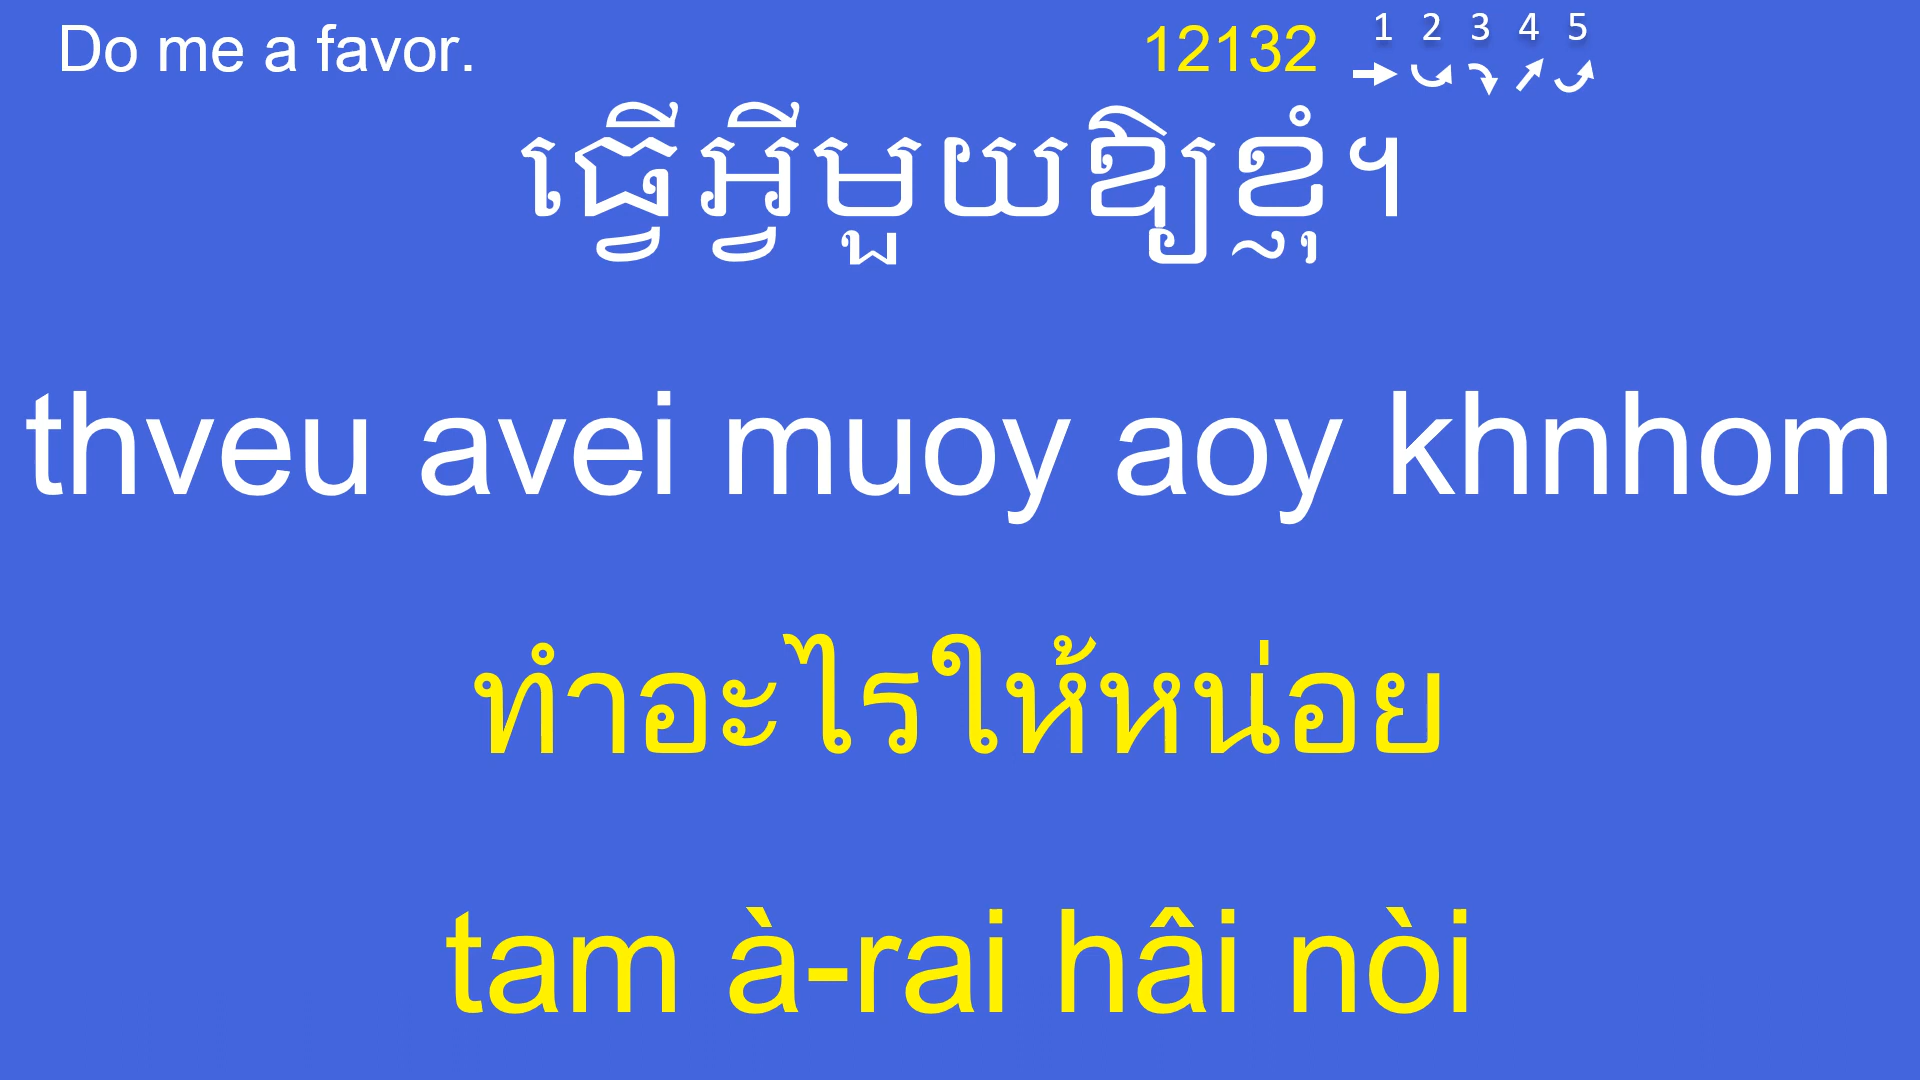 Do me a favor.
12132 1 2 3 4 5
ធ្វើអ្វីមួយឱ្យខ្ញុំ។
thveu avei muoy aoy khnhom
ทำอะไรให้หน่อย
tam à-rai hâi nòi